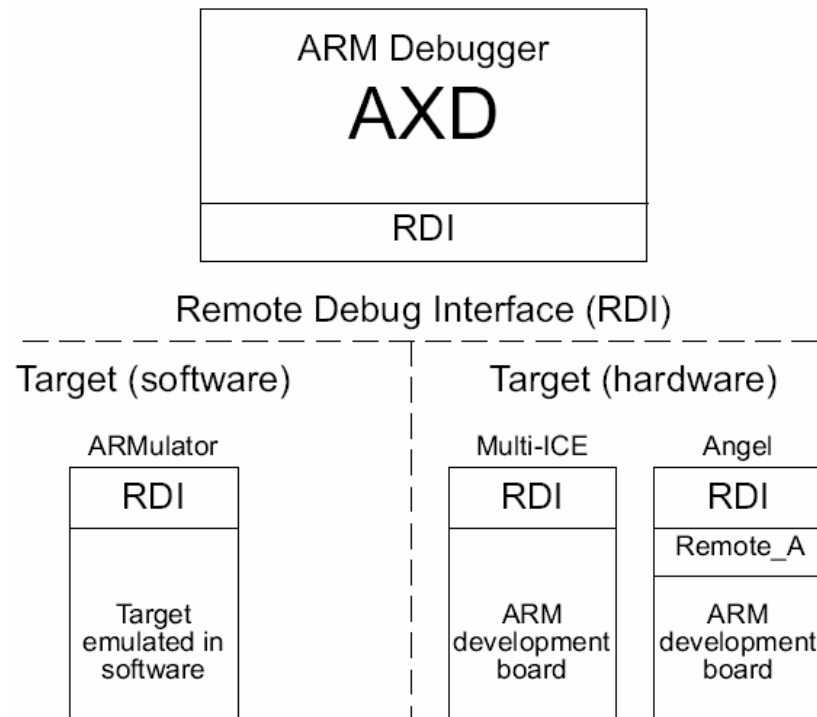 ARM Debugger
AXD
RDI
Remote Debug Interface (RDI)
Target (software)
Target (hardware)
ARMulator
Multi-ICE
Angel
RDI
RDI
RDI
Remote_A
Target
emulated in
software
ARM
development
board
ARM
development
board